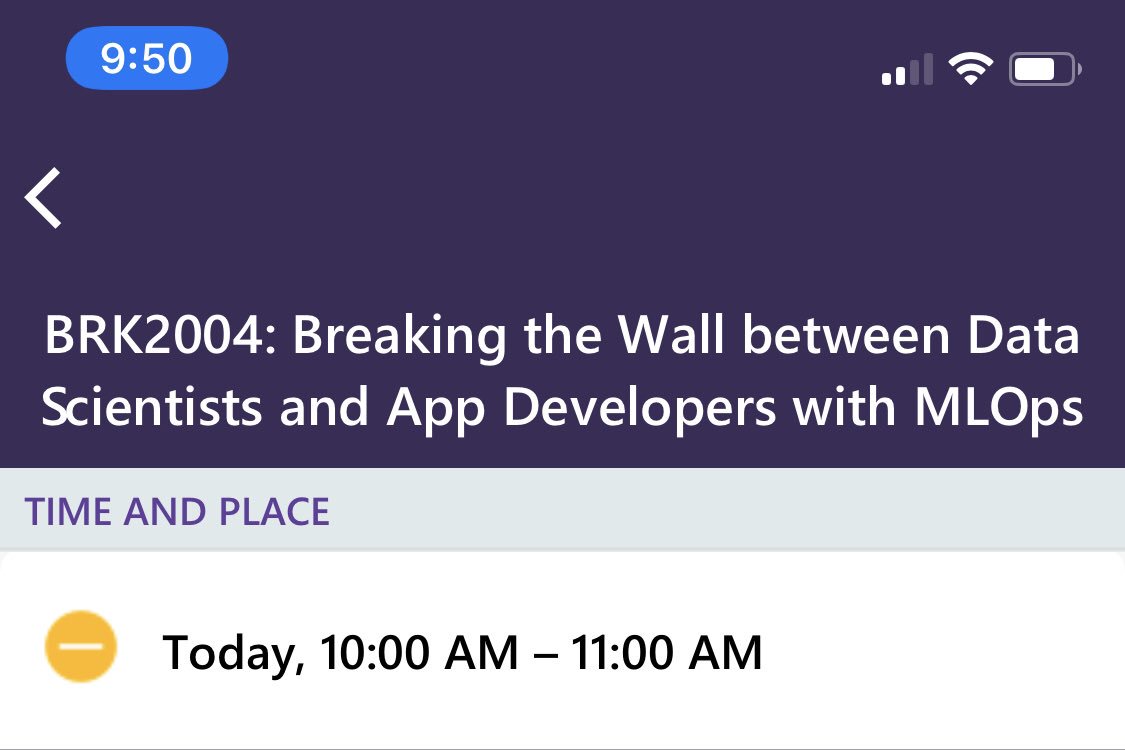 9:50
BRK2004: Breaking the Wall between Data
Scientists and App Developers with MLOps
TIME AND PLACE
Today, 10:00 AM – 11:00 AM